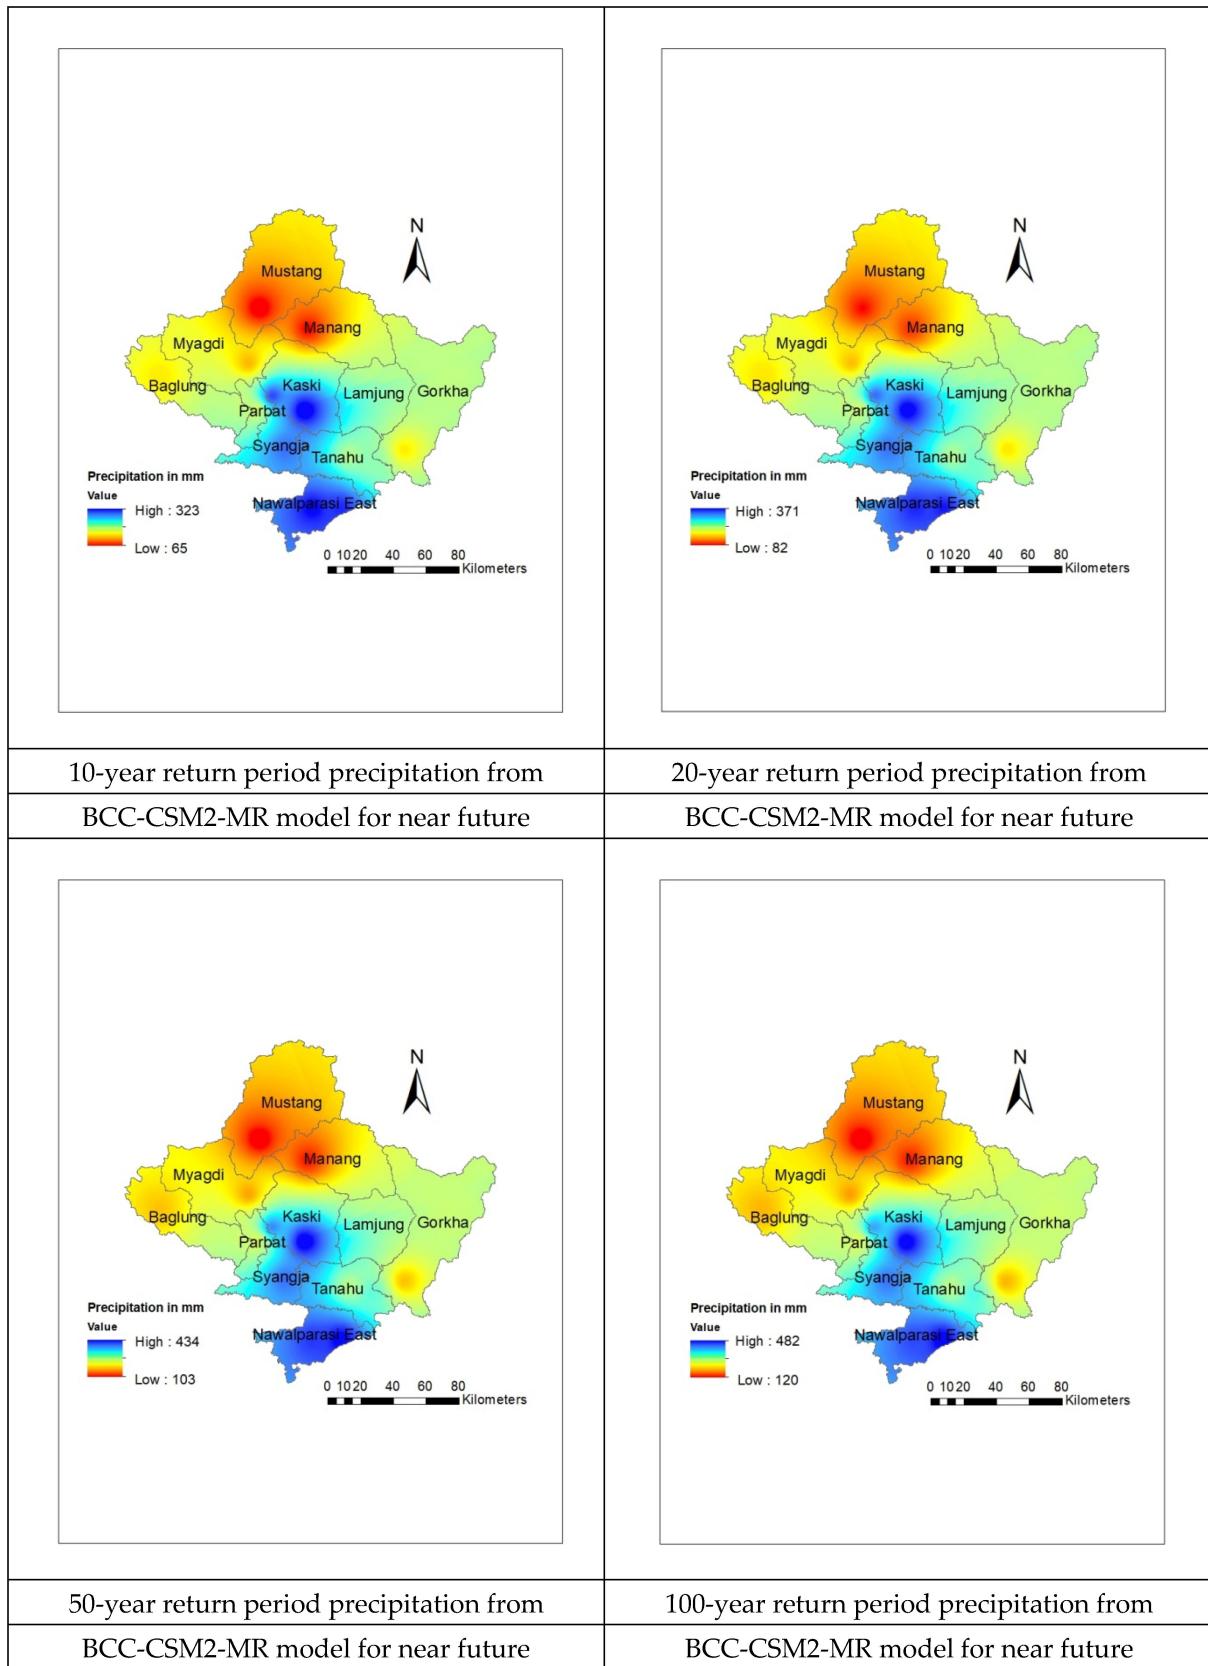 N
Mustang
Manang
Myagdi
Baglung
Kaski
Lamjung
Gorkha
Parbat
Syangja
Tanahu
Nawalparasi East
Precipitation in mm
Value
High : 323
Low : 65
0 10 20 40 60 80
Kilometers
N
Mustang
Manang
Myagdi
Baglung
Kaski
Lamjung
Gorkha
Parbat
Syangja
Tanahu
Nawalparasi East
Precipitation in mm
Value
High : 371
Low : 82
0 10 20 40 60 80
Kilometers
10-year return period precipitation from
BCC-CSM2-MR model for near future
20-year return period precipitation from
BCC-CSM2-MR model for near future
N
Mustang
Manang
Myagdi
Baglung
Kaski
Lamjung
Gorkha
Parbat
Syangja
Tanahu
Nawalparasi East
Precipitation in mm
Value
High : 434
Low : 103
0 10 20 40 60 80
Kilometers
N
Mustang
Manang
Myagdi
Baglung
Kaski
Lamjung
Gorkha
Parbat
Syangja
Tanahu
Nawalparasi East
Precipitation in mm
Value
High : 482
Low : 120
0 10 20 40 60 80
Kilometers
50-year return period precipitation from
BCC-CSM2-MR model for near future
100-year return period precipitation from
BCC-CSM2-MR model for near future